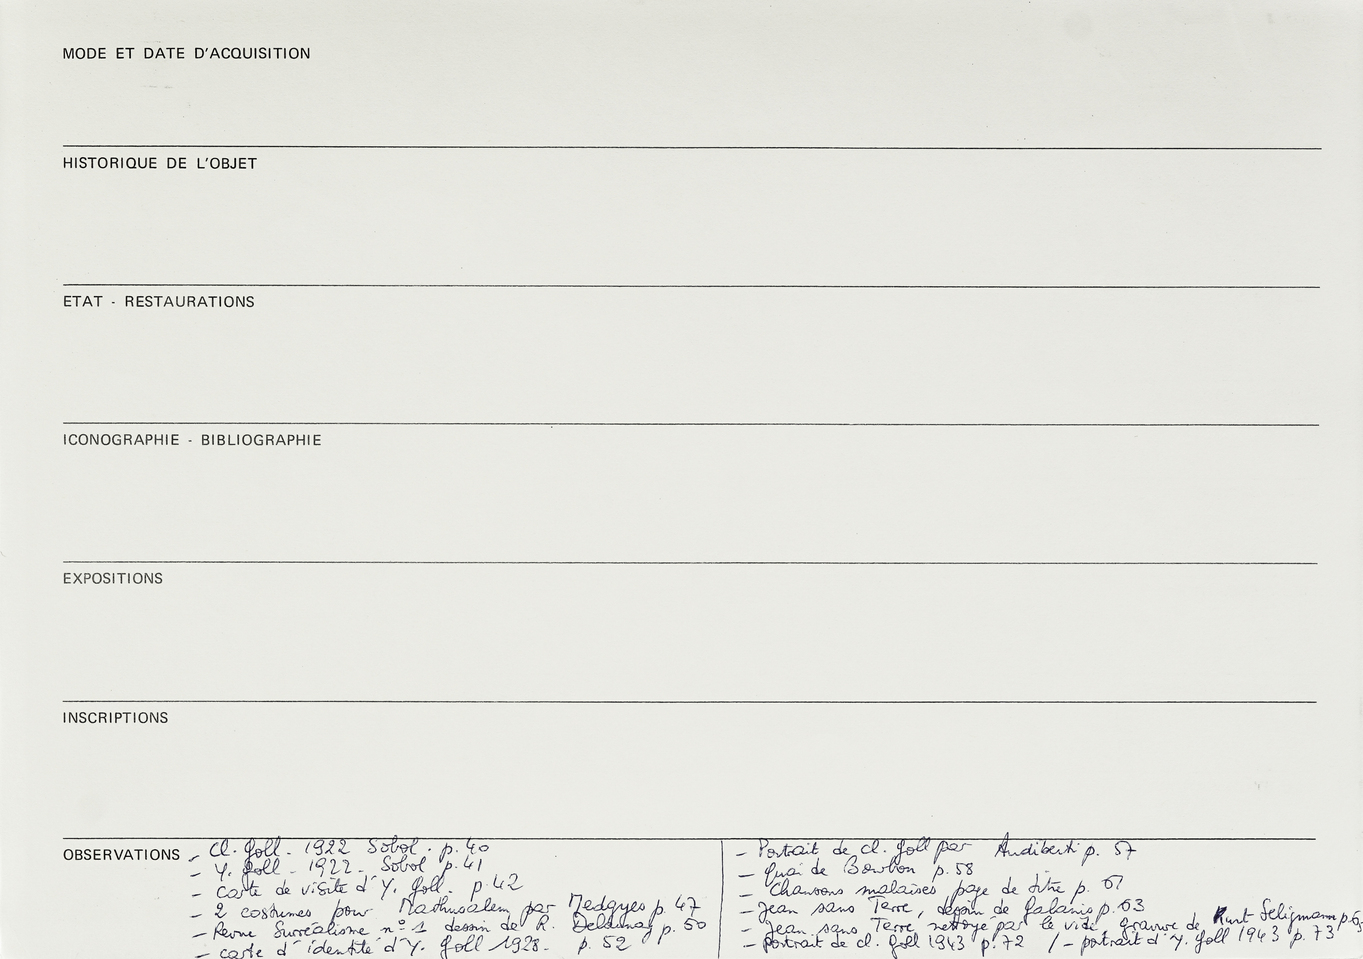 MODE ET DATE D'ACQUISITION
HISTORIQUE DE L'OBJET
ETAT - RESTAURATIONS
ICONOGRAPHIE - BIBLIOGRAPHIE
EXPOSITIONS
INSCRIPTIONS
OBSERVATIONS
- Cl. Goll - 1922 Sobol - p. 40
- Y. Goll - 1922 - Sobol p. 41
- carte de visite d'Y. Goll - p. 42
- 2 costumes pour Mathusalem par Medgyes p. 47
- Revue Surréalisme n° 1 dessin de R. Delaunay p. 50
- carte d'identité d'Y. Goll 1928 - p. 52
- Portrait de Cl. Goll par Audiberti p. 57
- Quai de Bourbon p. 58
- Chansons malaises page de titre p. 61
- Jean sans Terre, dessin de Galanis p. 63
- Jean sans Terre nettoyé par le vide, gravure de Kurt Seligmann
- portrait de cl. Goll 1943 p. 72 / - portrait d'Y. Goll 1943 p. 73